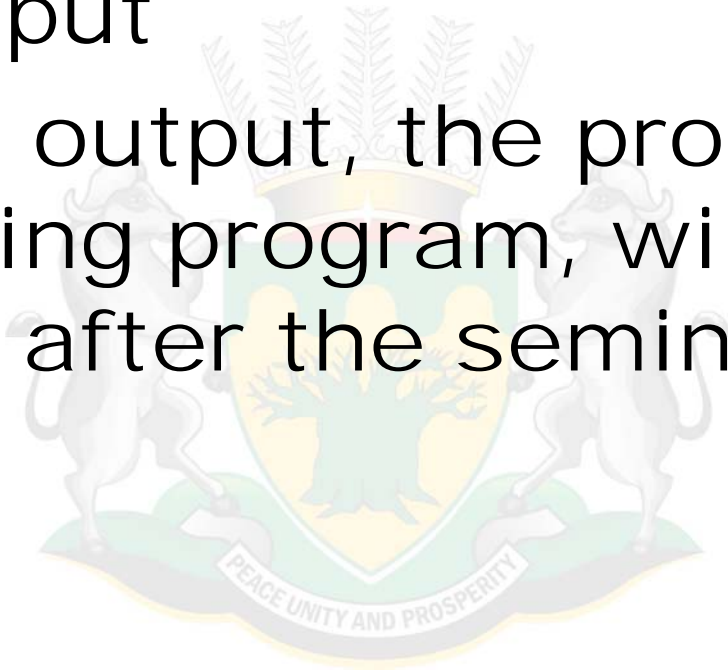 put
output, the pro
ing program, wi
after the semin
PEACE UNITY AND PROSPERITY